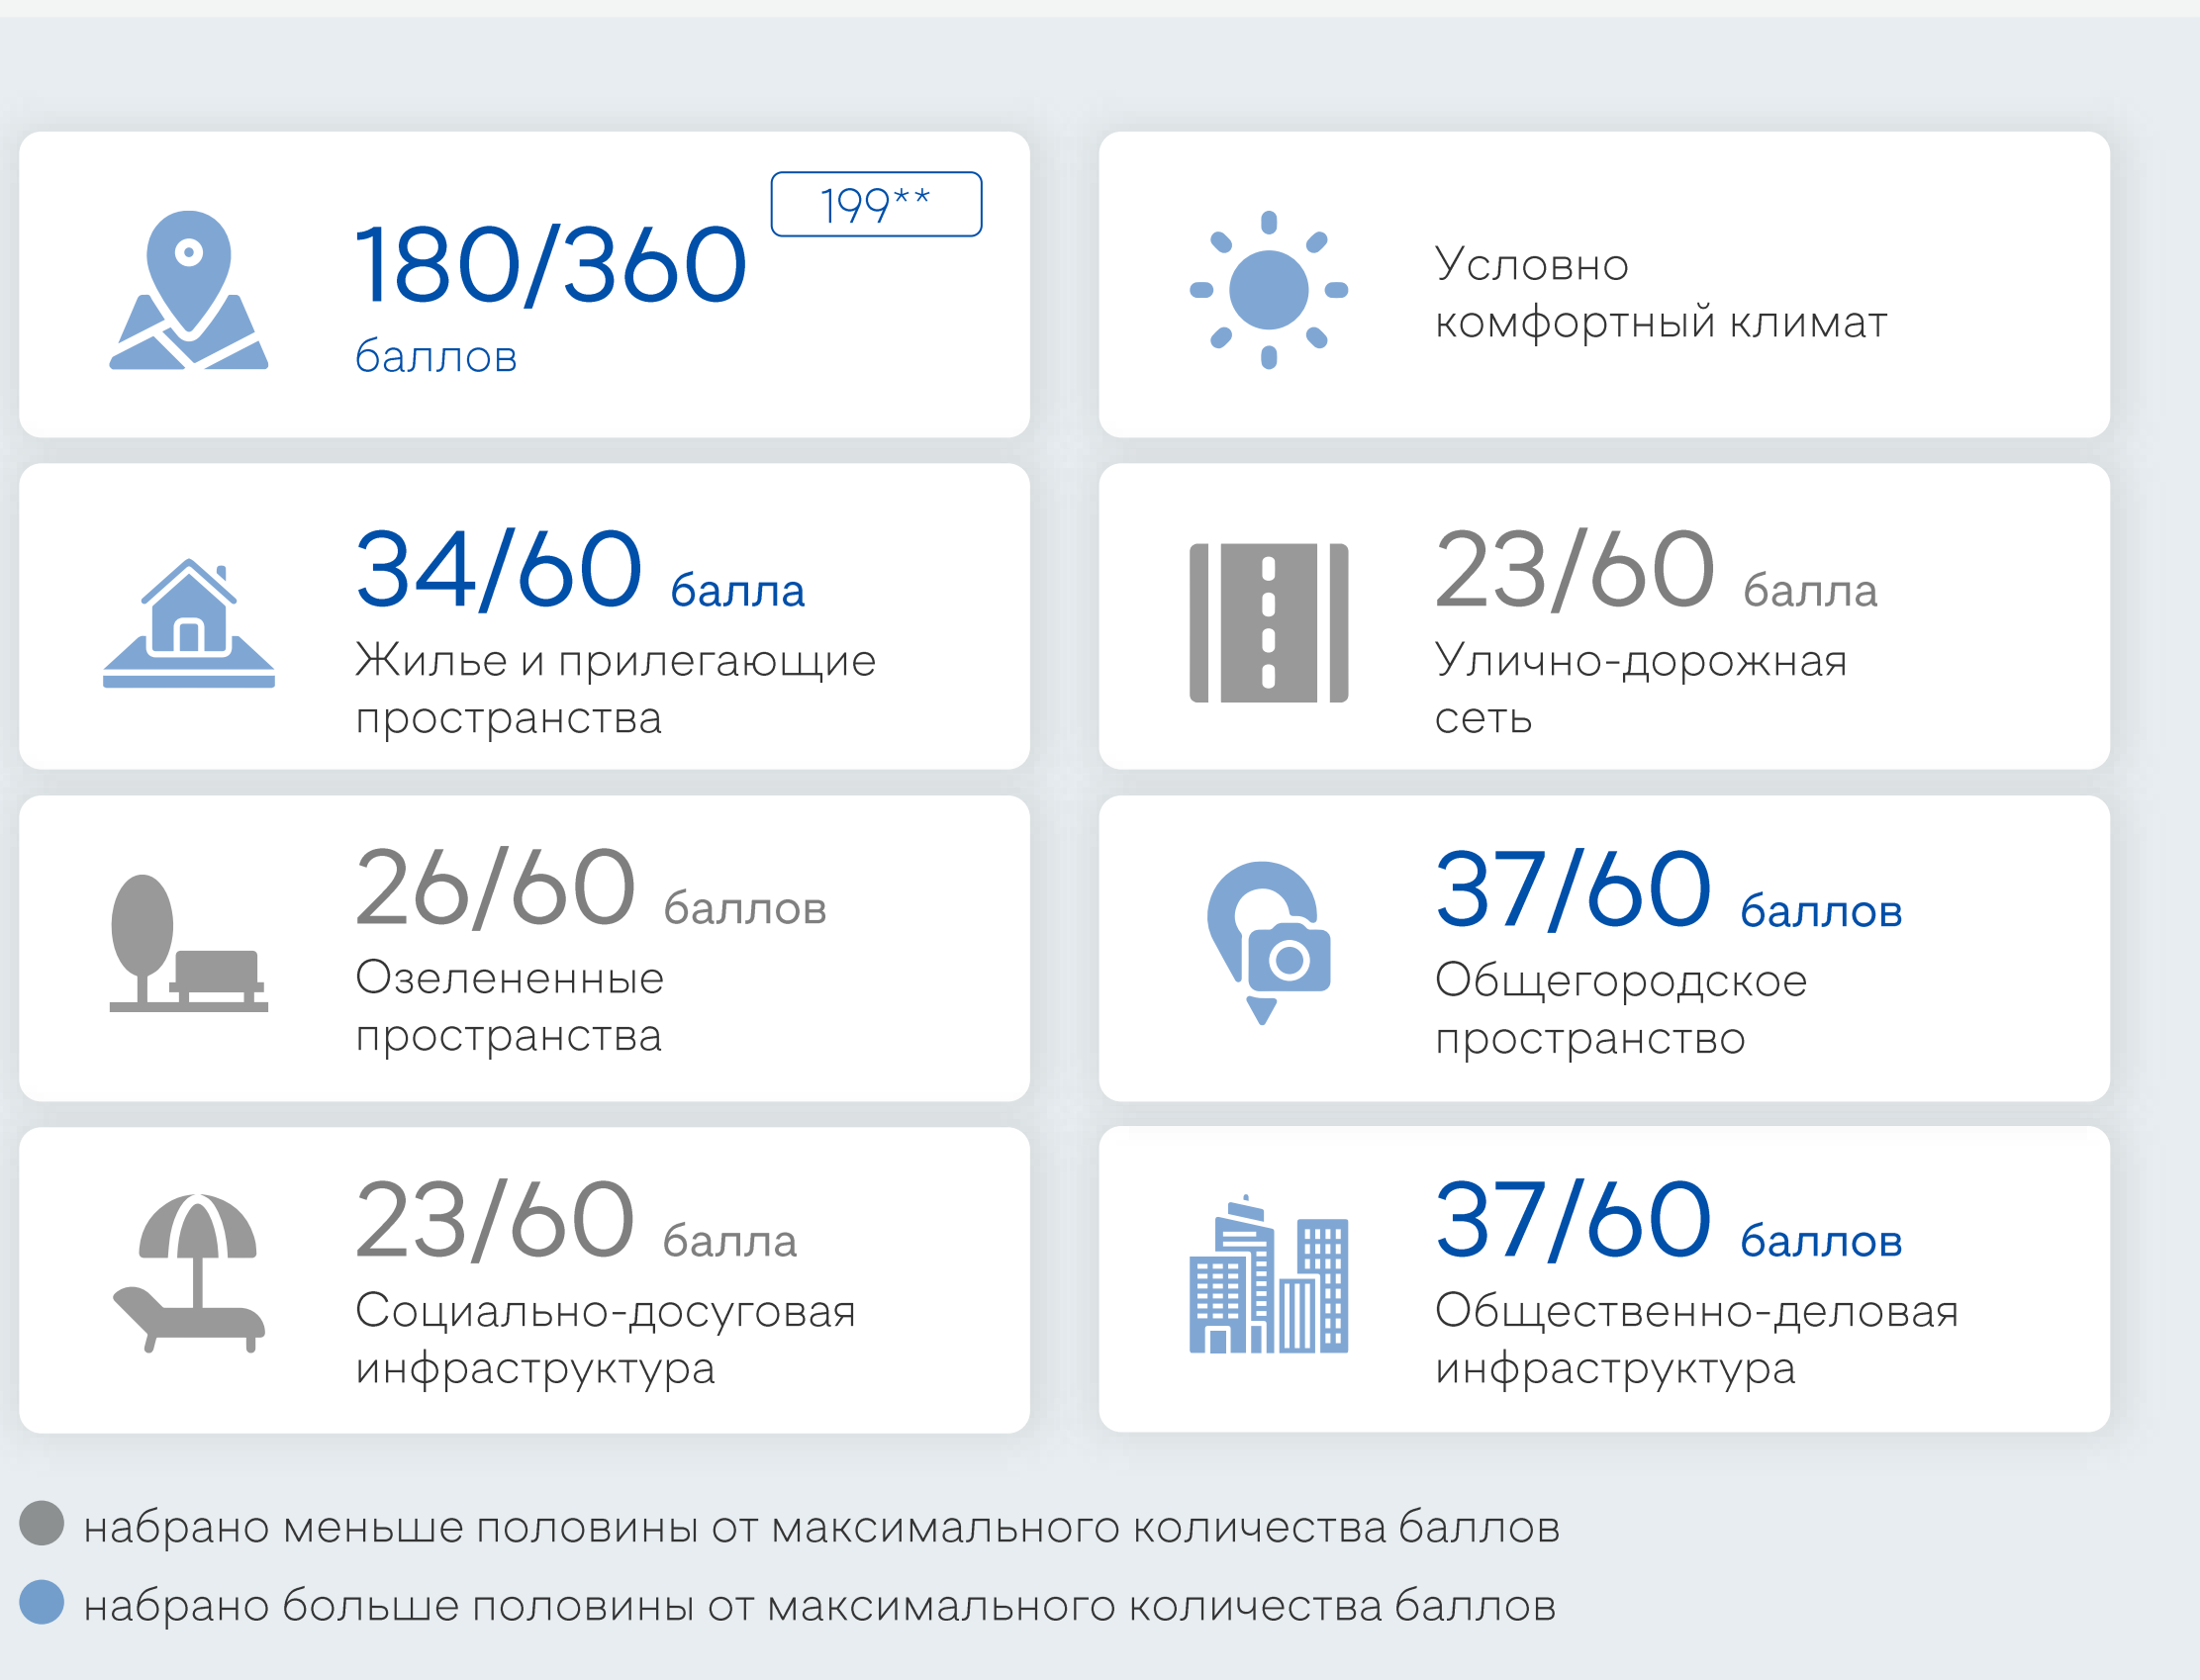 199**
180/360
баллов
Условно
комфортный климат
34/60 балла
Жилье и прилегающие
пространства
23/60 балла
Улично-дорожная
сеть
26/60 баллов
Озелененные
пространства
37/60 баллов
Общегородское
пространство
23/60 балла
Социально-досуговая
инфраструктура
37/60 баллов
Общественно-деловая
инфраструктура
набрано меньше половины от максимального количества баллов
набрано больше половины от максимального количества баллов